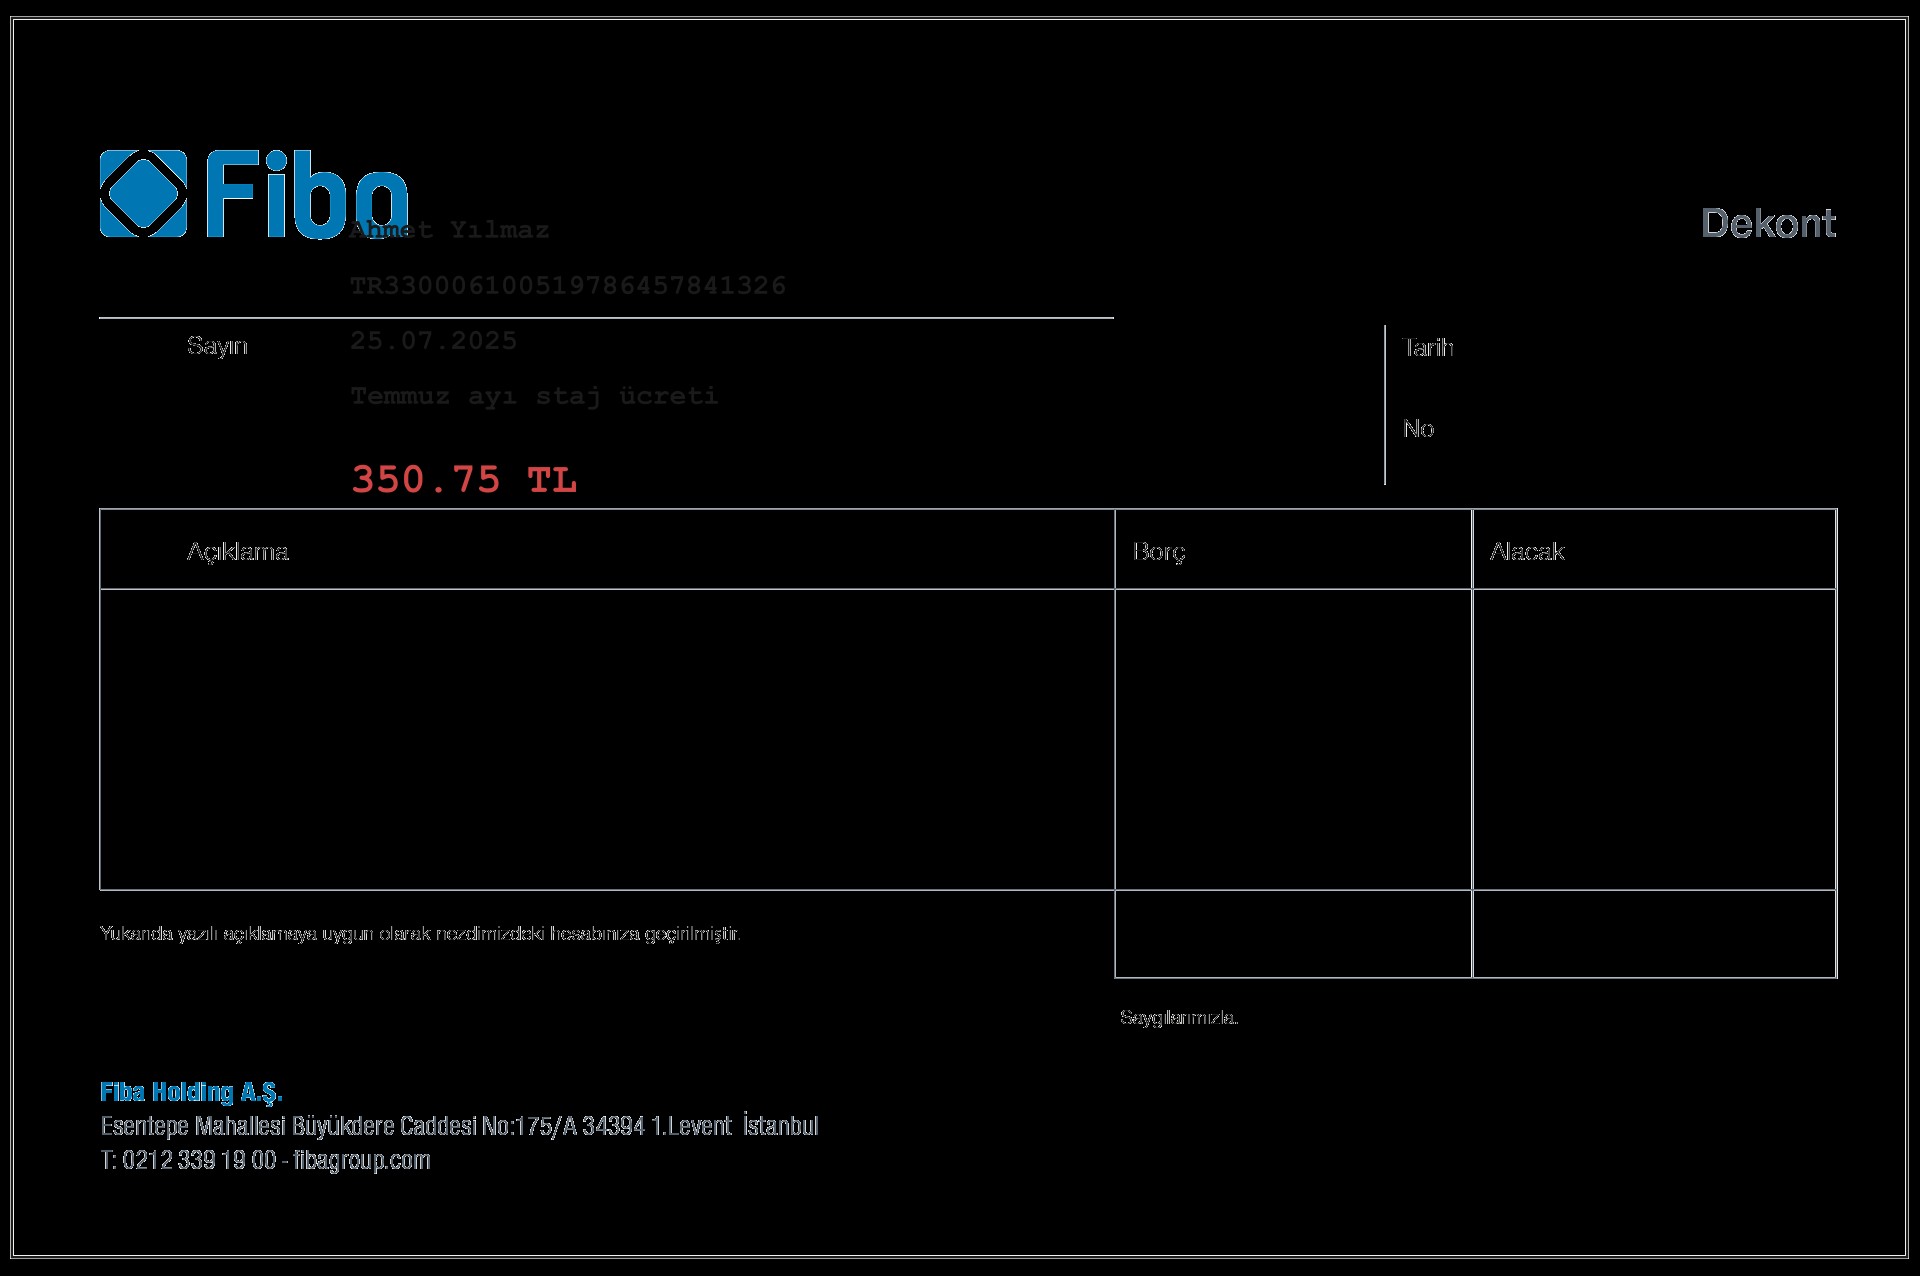 Fiba
Dekont
Ahmet Yılmaz
TR330006100519786457841326
Sayın
25.07.2025
Tarih
Temmuz ayı staj ücreti
No
350.75 TL
Açıklama Borç Alacak
Yukarıda yazılı açıklamaya uygun olarak nezdimizdeki hesabınıza geçirilmiştir.
Saygılarımızla.
Fiba Holding A.Ş.
Esentepe Mahallesi Büyükdere Caddesi No:175/A 34394 1.Levent İstanbul
T: 0212 339 19 00 - fibagroup.com